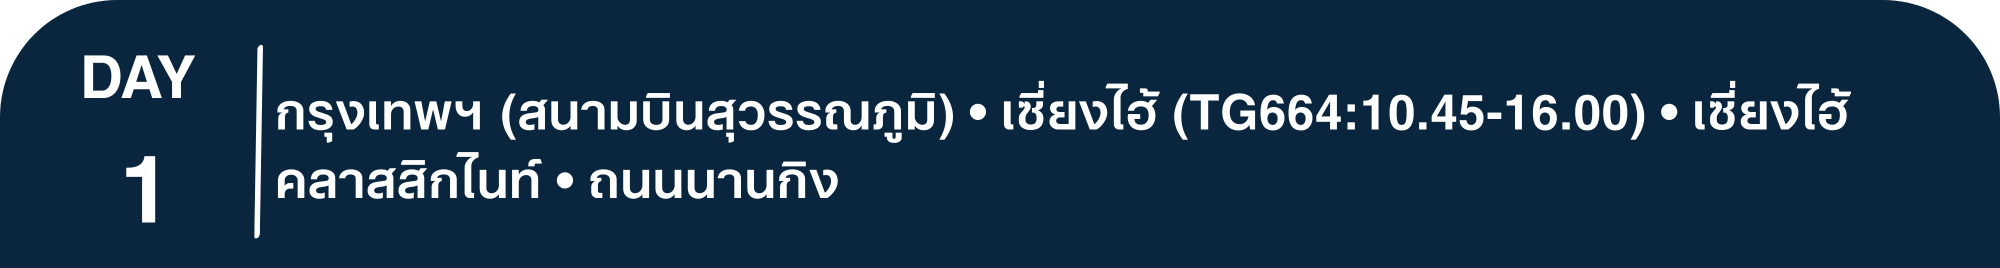 DAY
1
กรุงเทพฯ (สนามบินสุวรรณภูมิ) • เซี่ยงไฮ้ (TG664:10.45-16.00) • เซี่ยงไฮ้
คลาสสิกไนท์ • ถนนนานกิง